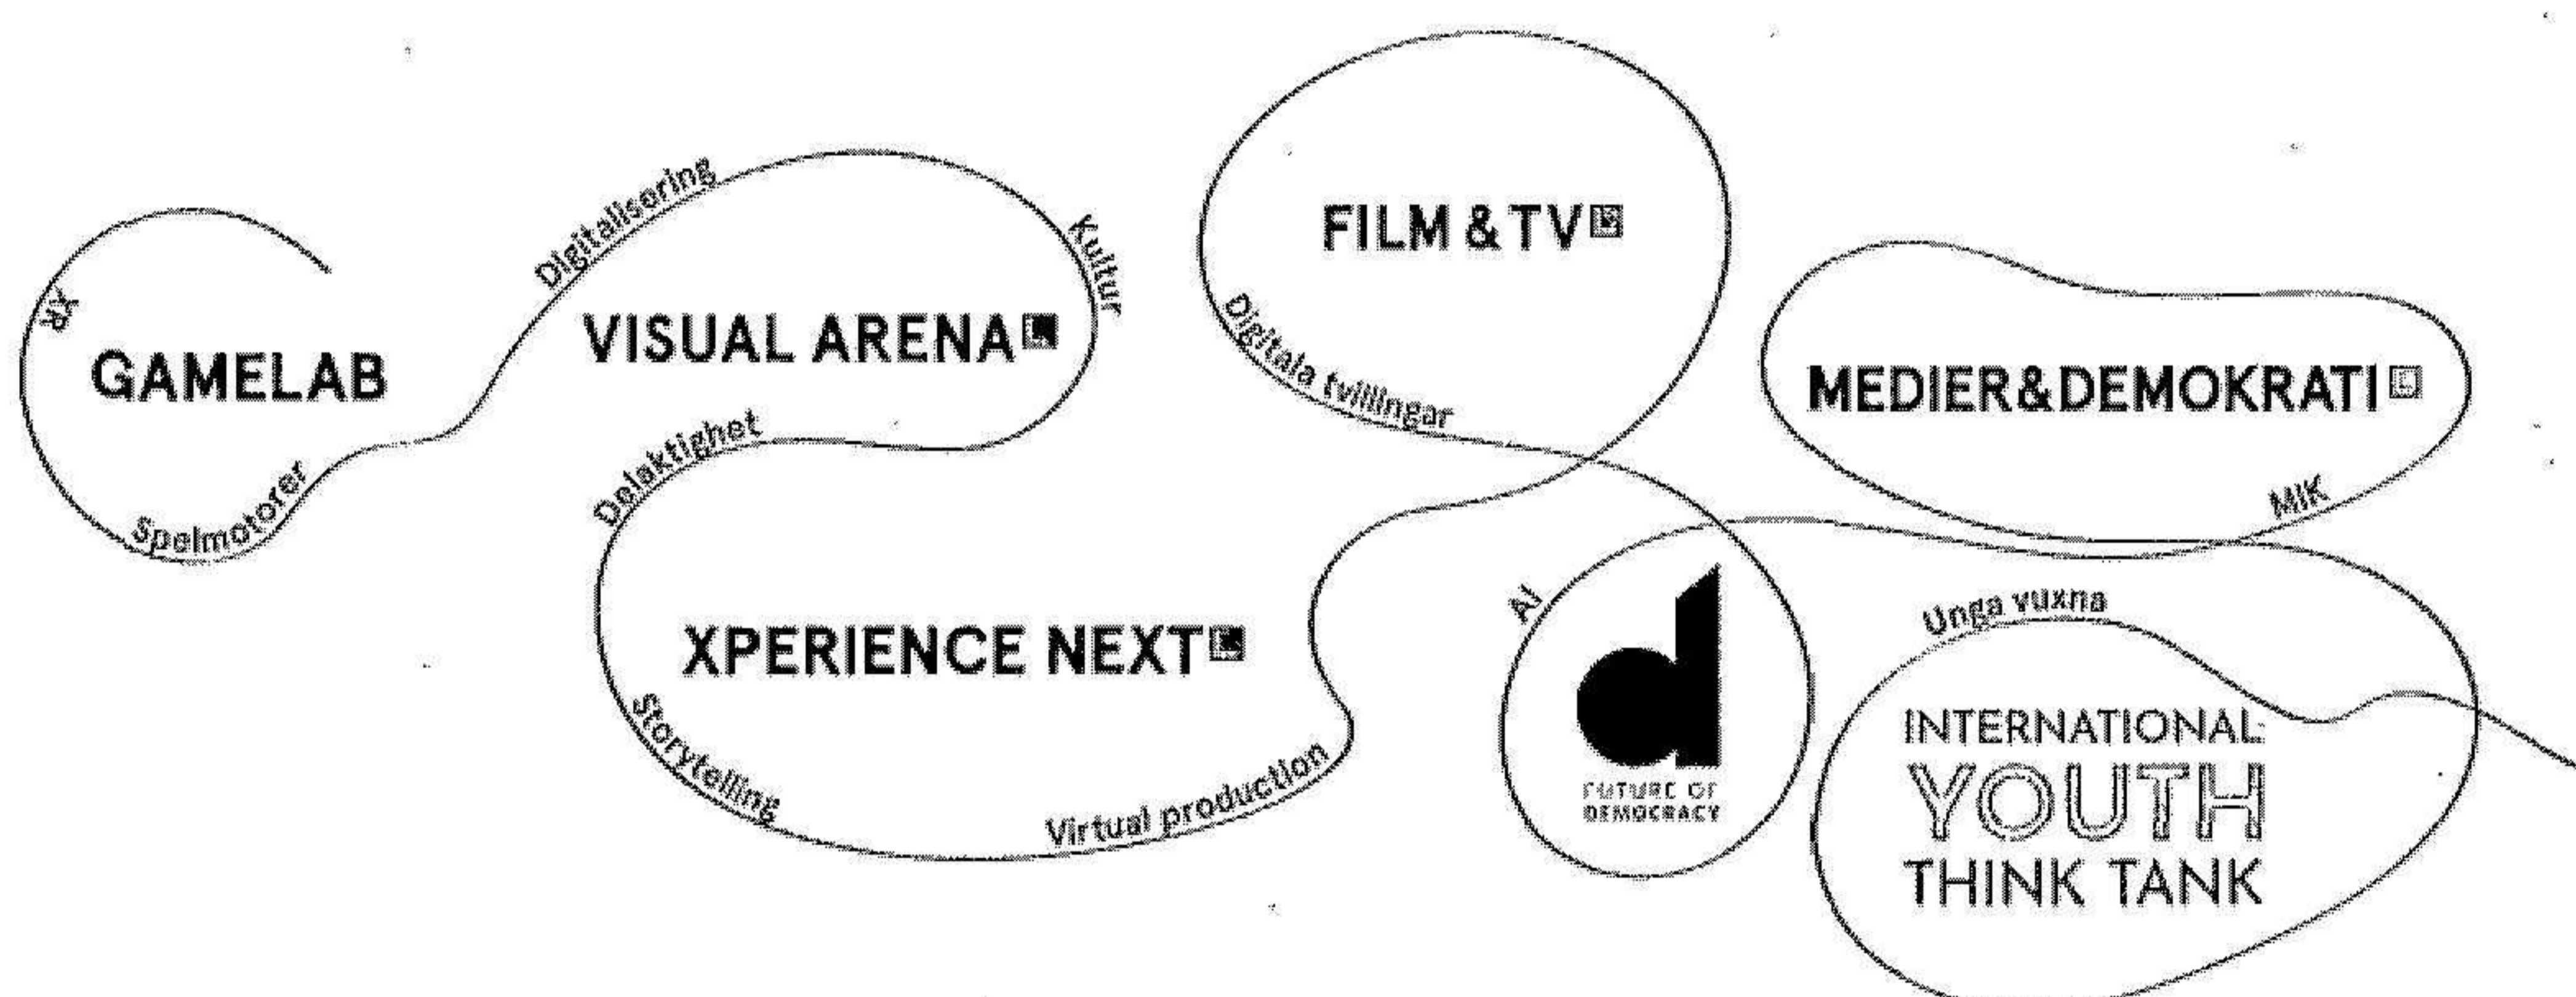 XR
GAMELAB
Spelmotorer
Digitalisering
VISUAL ARENA
Kultur
Delaktighet
XPERIENCE NEXT
Storytelling
Virtual production
FILM & TV
Digitala tvillingar
MEDIER&DEMOKRATI
MIK
AI
d
FUTURE OF
DEMOCRACY
Unga vuxna
INTERNATIONAL
YOUTH
THINK TANK